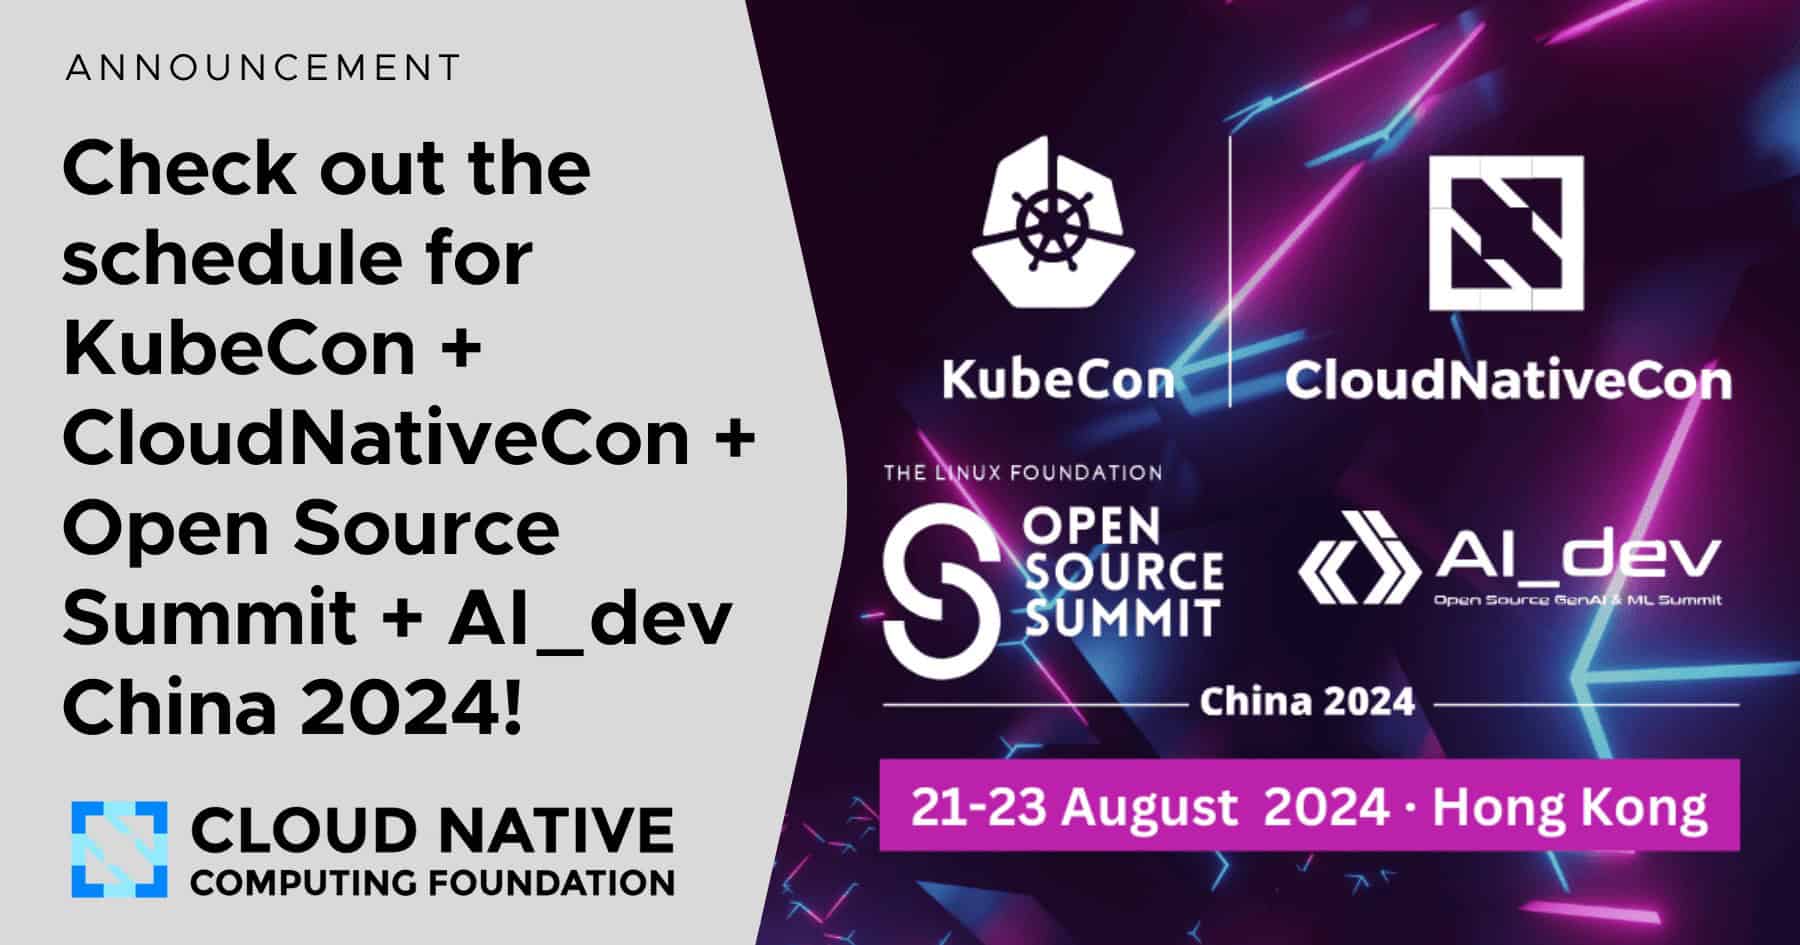 ANNOUNCEMENT
Check out the
schedule for
KubeCon +
CloudNativeCon +
Open Source
Summit + AI_dev
China 2024!
CLOUD NATIVE
COMPUTING FOUNDATION
KubeCon
CloudNativeCon
THE LINUX FOUNDATION
OPEN
SOURCE
SUMMIT
AI_dev
Open Source GenAI & ML Summit
China 2024
21-23 August 2024 · Hong Kong